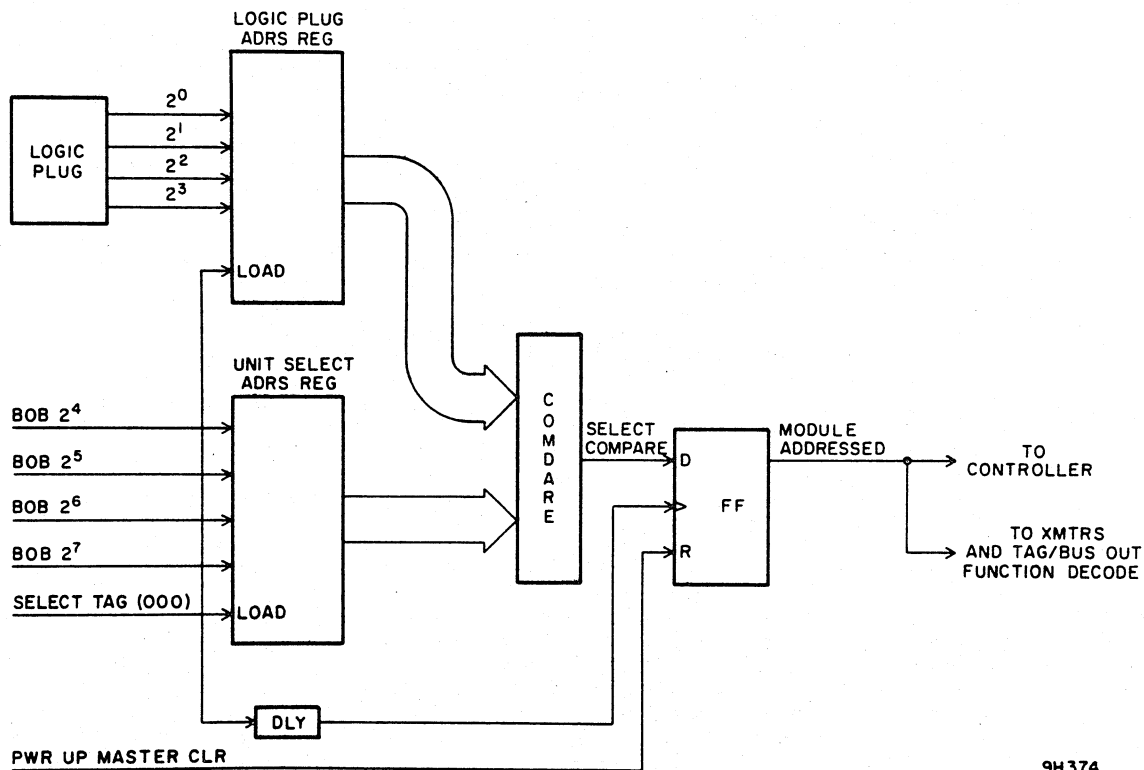 LOGIC PLUG
ADRS REG
LOGIC
PLUG
2⁰
2¹
2²
2³
LOAD
UNIT SELECT
ADRS REG
BOB 2⁴
BOB 2⁵
BOB 2⁶
BOB 2⁷
SELECT TAG (000)
LOAD
COMDARE
SELECT
COMPARE
D
FF
R
MODULE
ADDRESSED
TO
CONTROLLER
TO XMTRS
AND TAG/BUS OUT
FUNCTION DECODE
DLY
PWR UP MASTER CLR
9H374